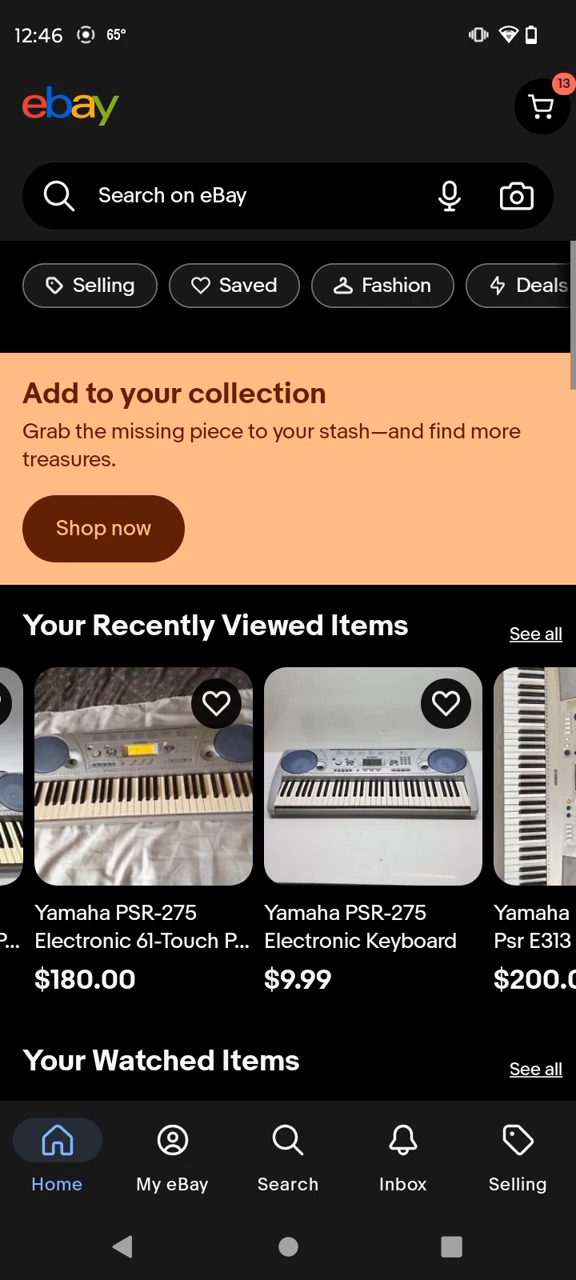 12:46 65°
ebay
13
Search on eBay
Selling Saved Fashion Deals
Add to your collection
Grab the missing piece to your stash—and find more
treasures.
Shop now
Your Recently Viewed Items See all
P... Yamaha PSR-275 Electronic 61-Touch P... $180.00
Yamaha PSR-275 Electronic Keyboard $9.99
Yamaha Psr E313 $200.0
Your Watched Items See all
Home My eBay Search Inbox Selling